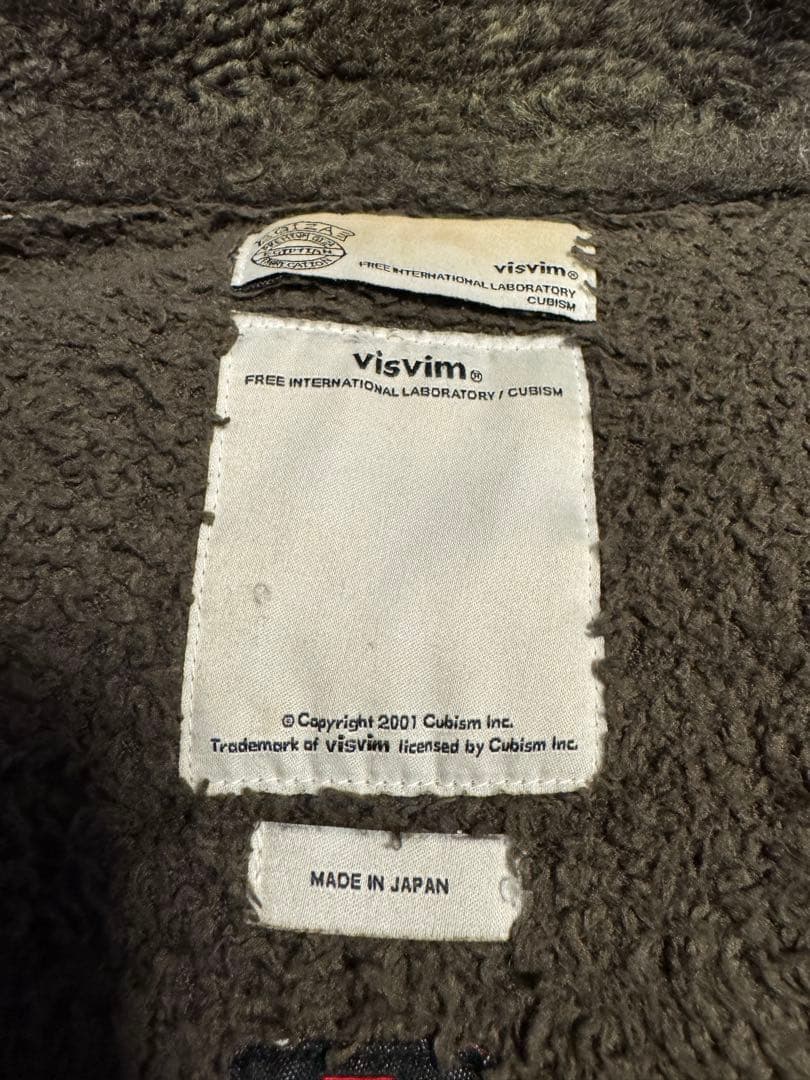 visvim®
FREE INTERNATIONAL LABORATORY
CUBISM
visvim®
FREE INTERNATIONAL LABORATORY / CUBISM
©Copyright 2001 Cubism Inc.
Trademark of visvim licensed by Cubism Inc.
MADE IN JAPAN